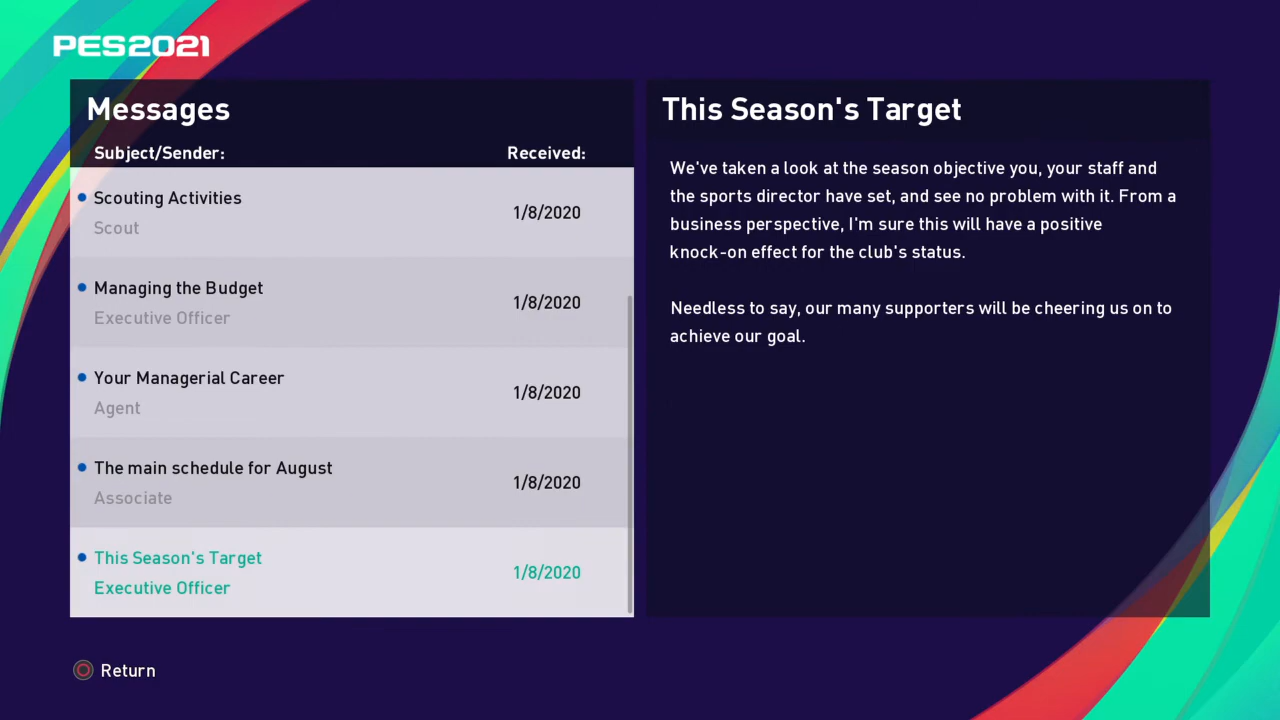 PES2021
Messages
Subject/Sender: Received:
Scouting Activities
Scout
1/8/2020
Managing the Budget
Executive Officer
1/8/2020
Your Managerial Career
Agent
1/8/2020
The main schedule for August
Associate
1/8/2020
This Season's Target
Executive Officer
1/8/2020
This Season's Target
We've taken a look at the season objective you, your staff and
the sports director have set, and see no problem with it. From a
business perspective, I'm sure this will have a positive
knock-on effect for the club's status.
Needless to say, our many supporters will be cheering us on to
achieve our goal.
Return